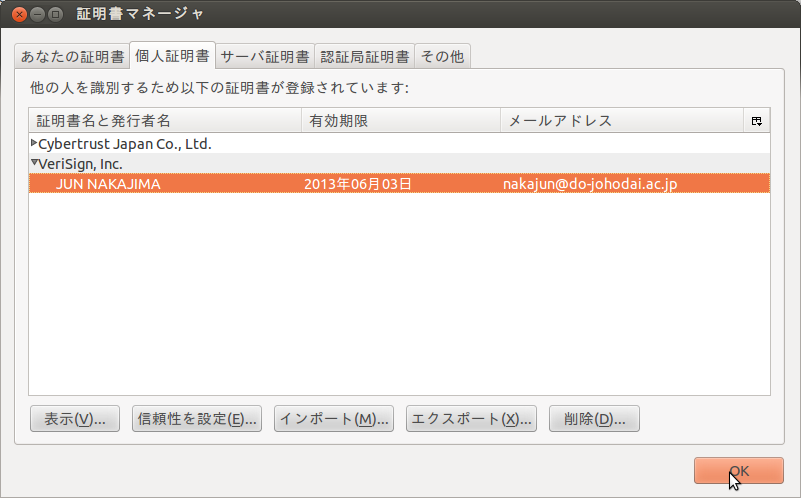 証明書マネージャ
あなたの証明書 個人証明書 サーバ証明書 認証局証明書 その他
他の人を識別するため以下の証明書が登録されています:
証明書名と発行者名 有効期限 メールアドレス
Cybertrust Japan Co., Ltd.
VeriSign, Inc.
JUN NAKAJIMA 2013年06月03日 nakajun@do-johodai.ac.jp
表示(V)... 信頼性を設定(E)... インポート(M)... エクスポート(X)... 削除(D)...
OK